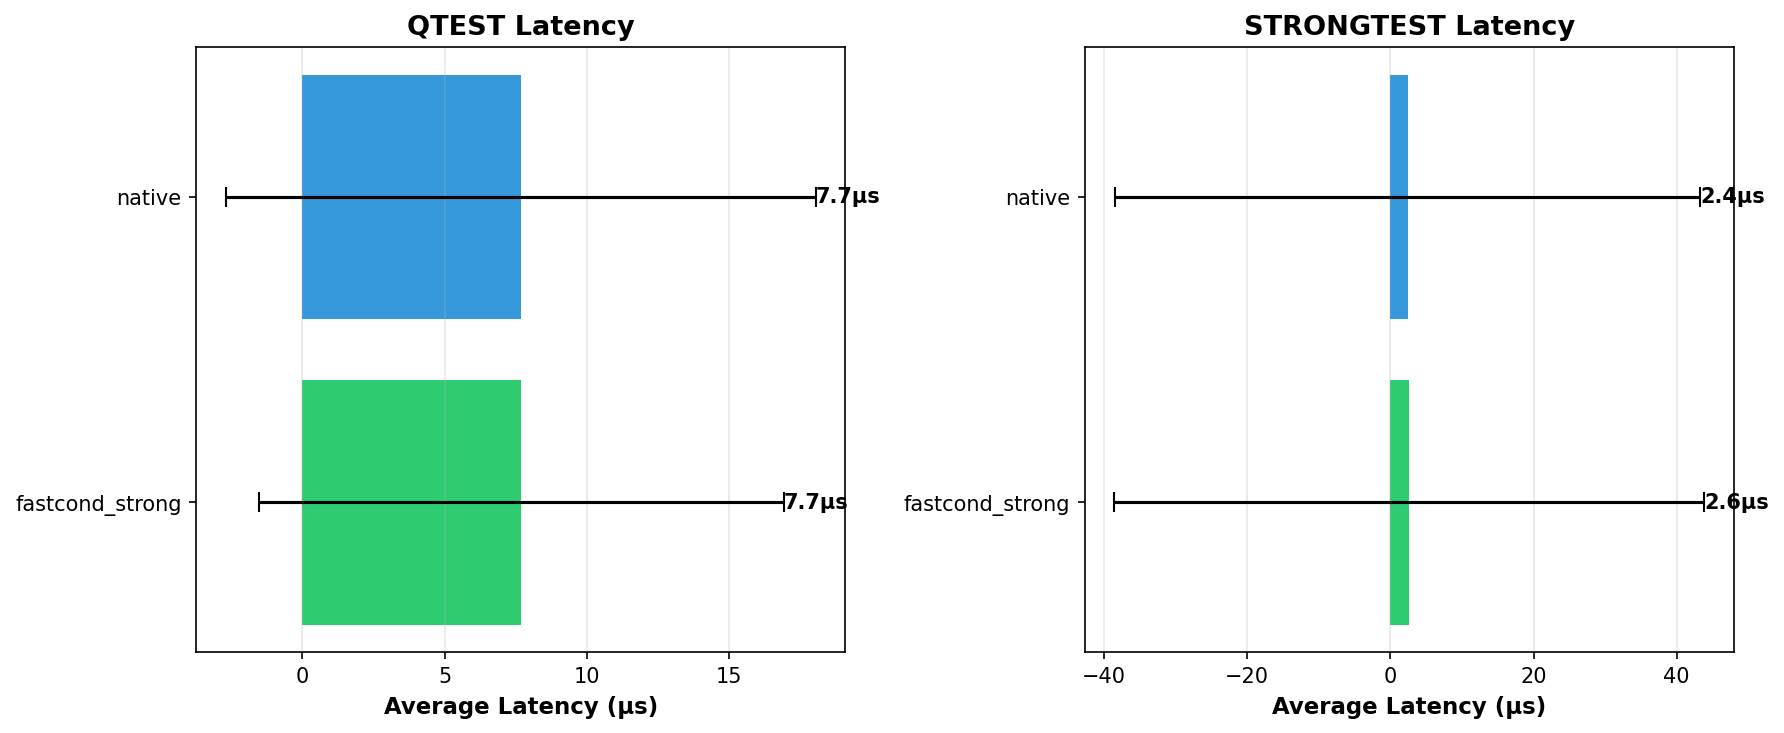 QTEST Latency
native
fastcond_strong
7.7µs
7.7µs
0 5 10 15
Average Latency (µs)
STRONGTEST Latency
native
fastcond_strong
2.4µs
2.6µs
−40 −20 0 20 40
Average Latency (µs)